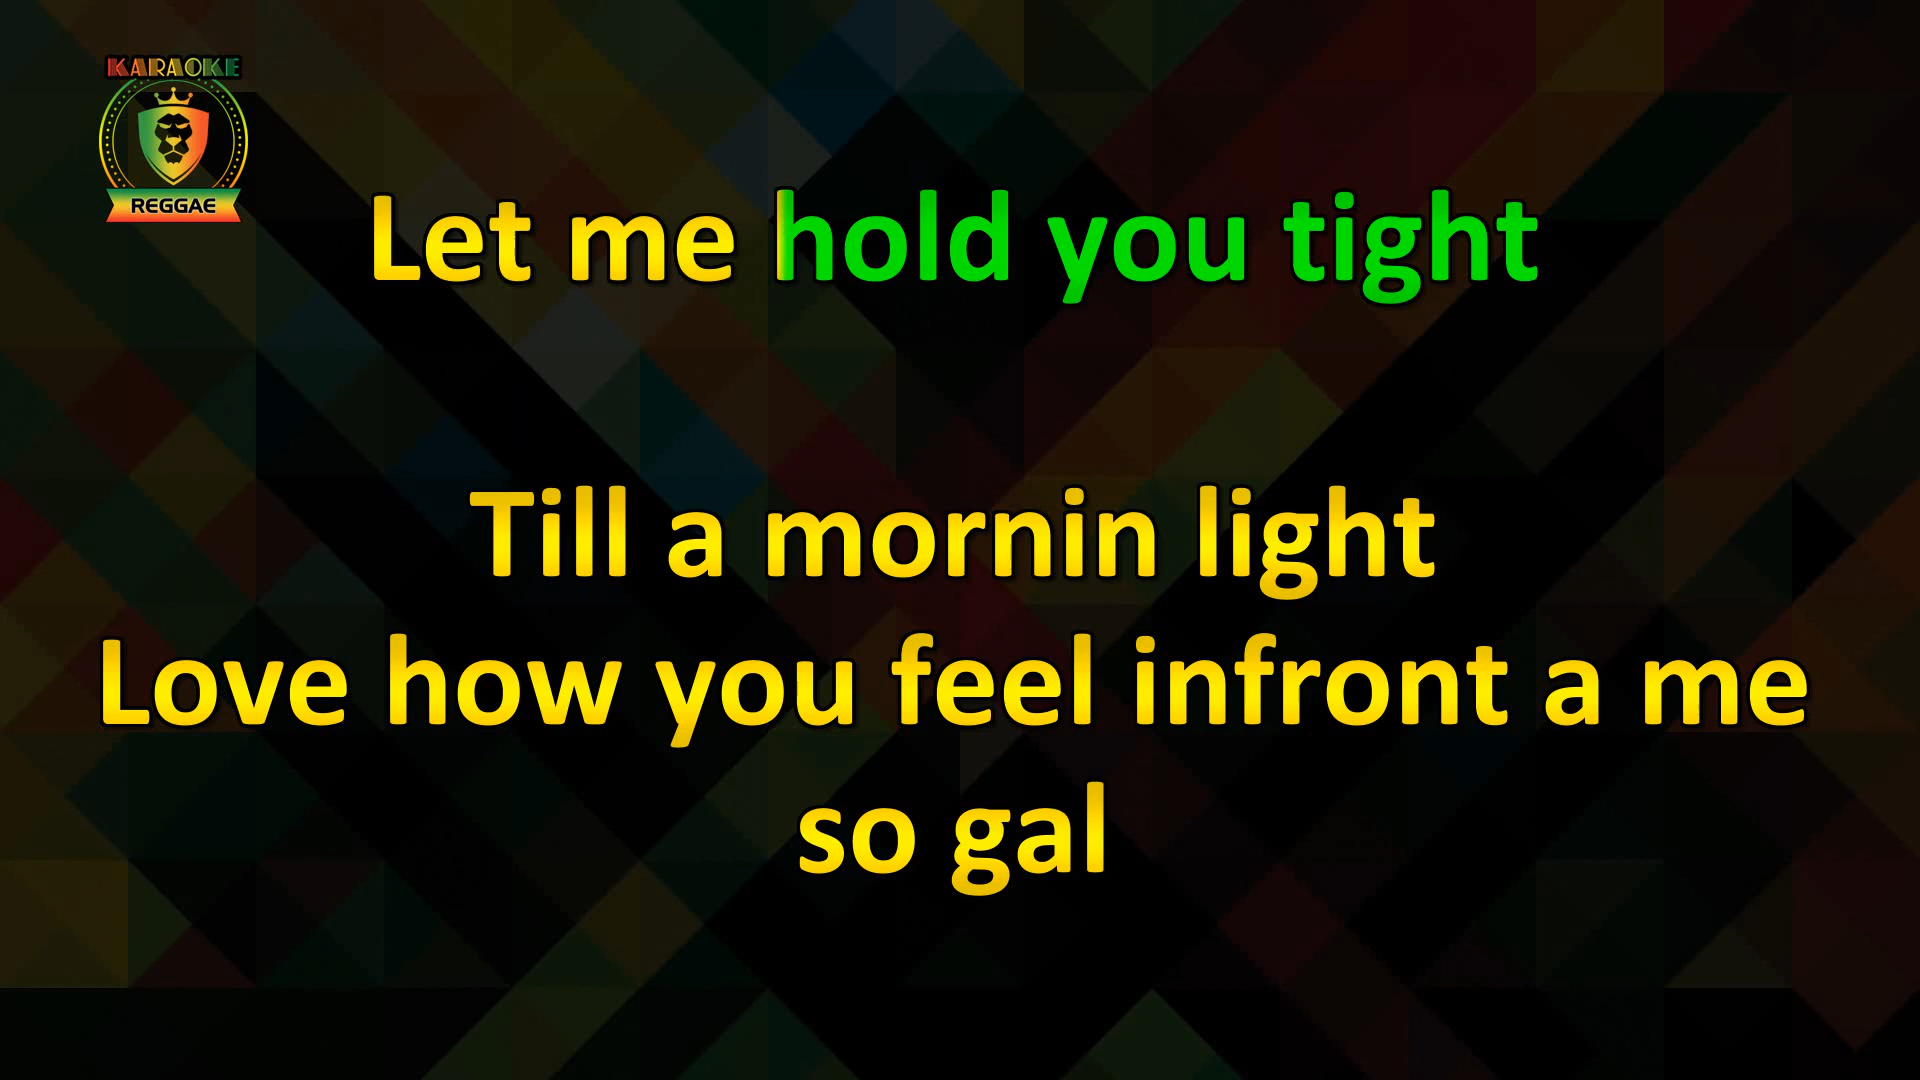 KARAOKE
REGGAE
Let me hold you tight
Till a mornin light
Love how you feel infront a me
so gal